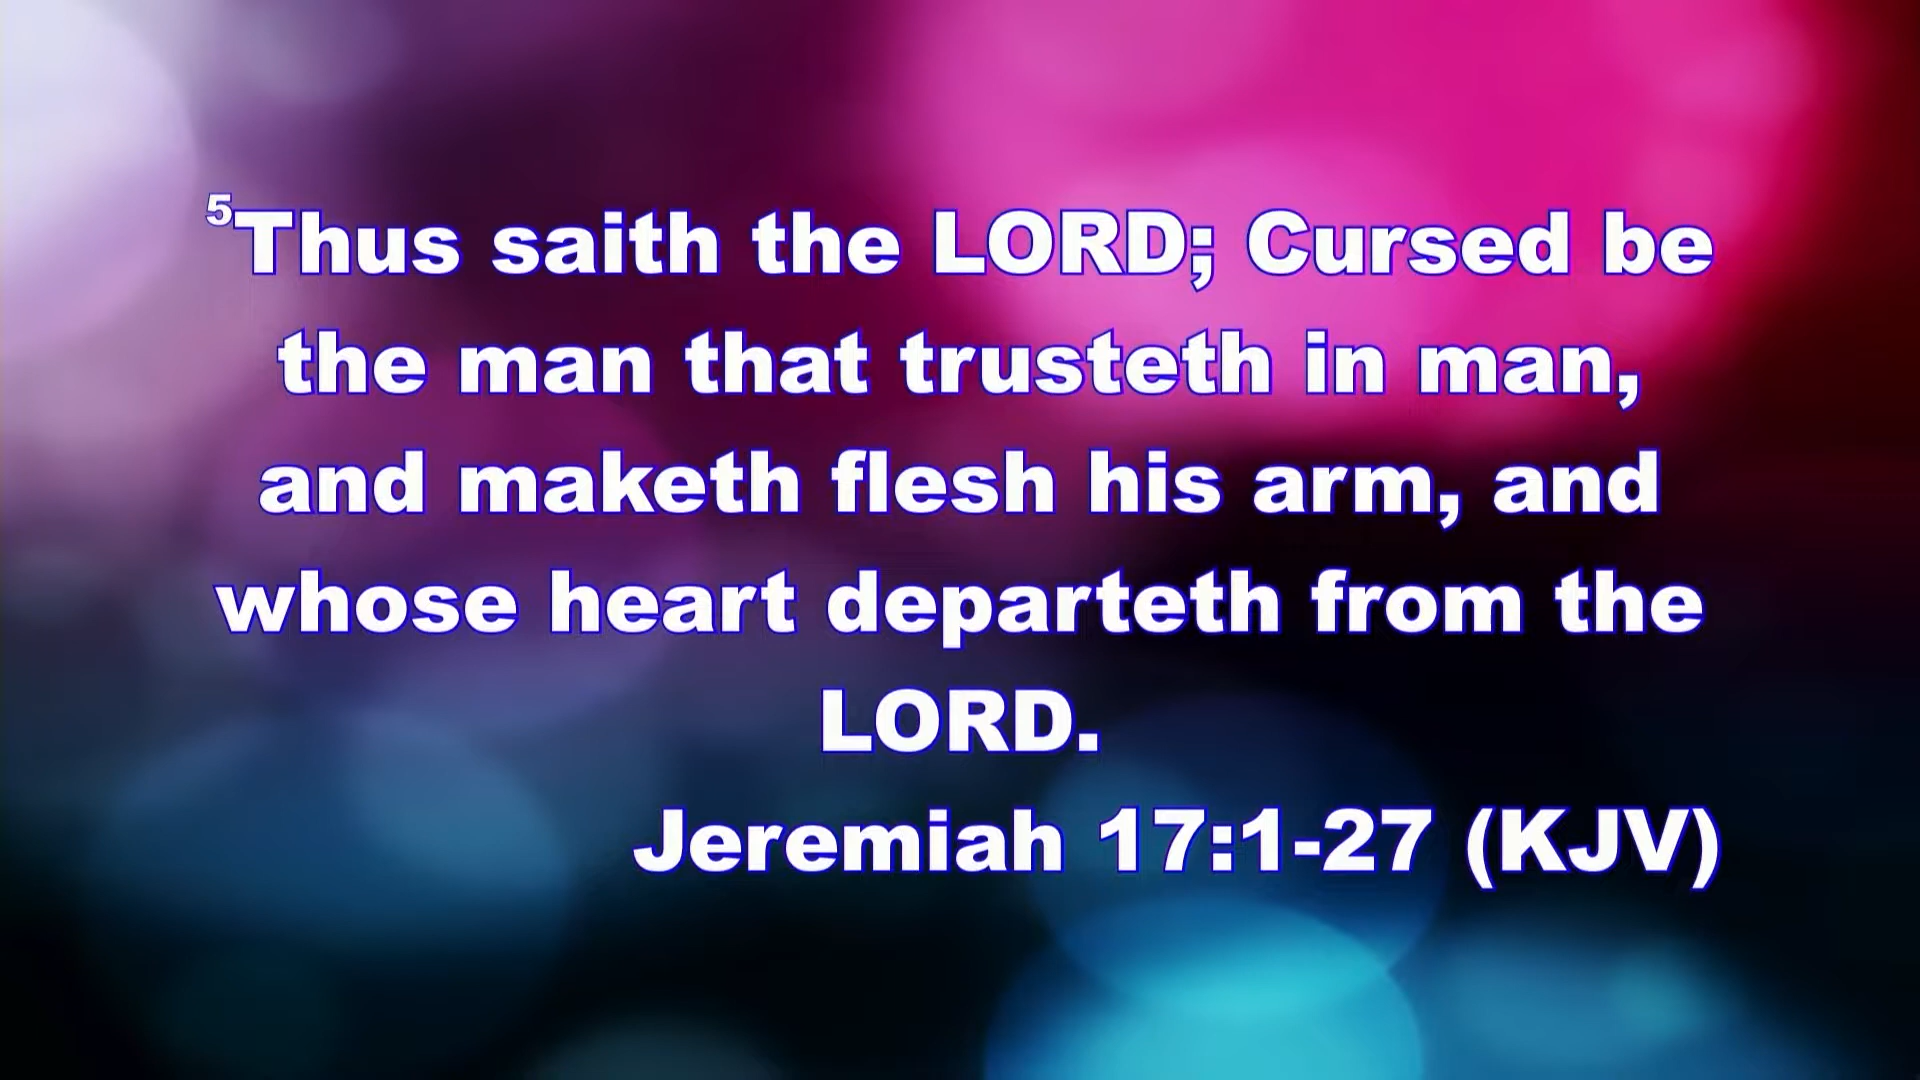 5Thus saith the LORD; Cursed be
the man that trusteth in man,
and maketh flesh his arm, and
whose heart departeth from the
LORD.
Jeremiah 17:1-27 (KJV)